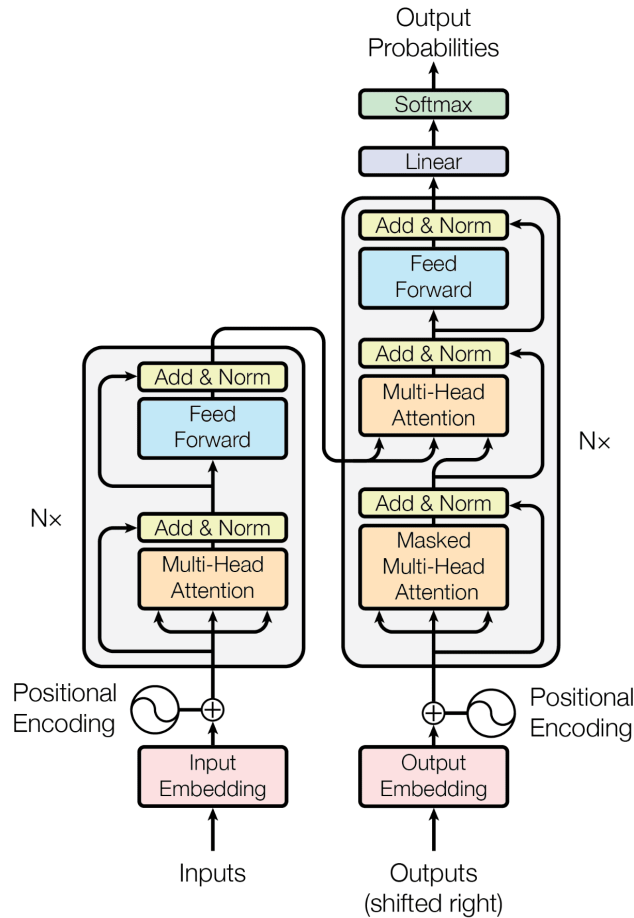 Output
Probabilities
Softmax
Linear
Add & Norm
Feed
Forward
Add & Norm
Multi-Head
Attention
Add & Norm
Masked
Multi-Head
Attention
N×
Add & Norm
Feed
Forward
Add & Norm
Multi-Head
Attention
N×
Positional
Encoding
Positional
Encoding
Input
Embedding
Output
Embedding
Inputs
Outputs
(shifted right)